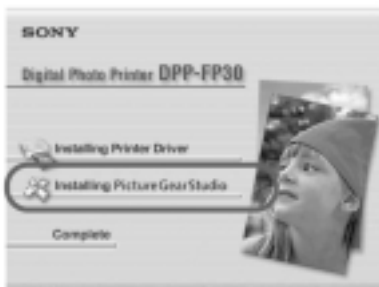 SONY
Digital Photo Printer DPP-FP30
Installing Printer Driver
Installing PictureGearStudio
Complete